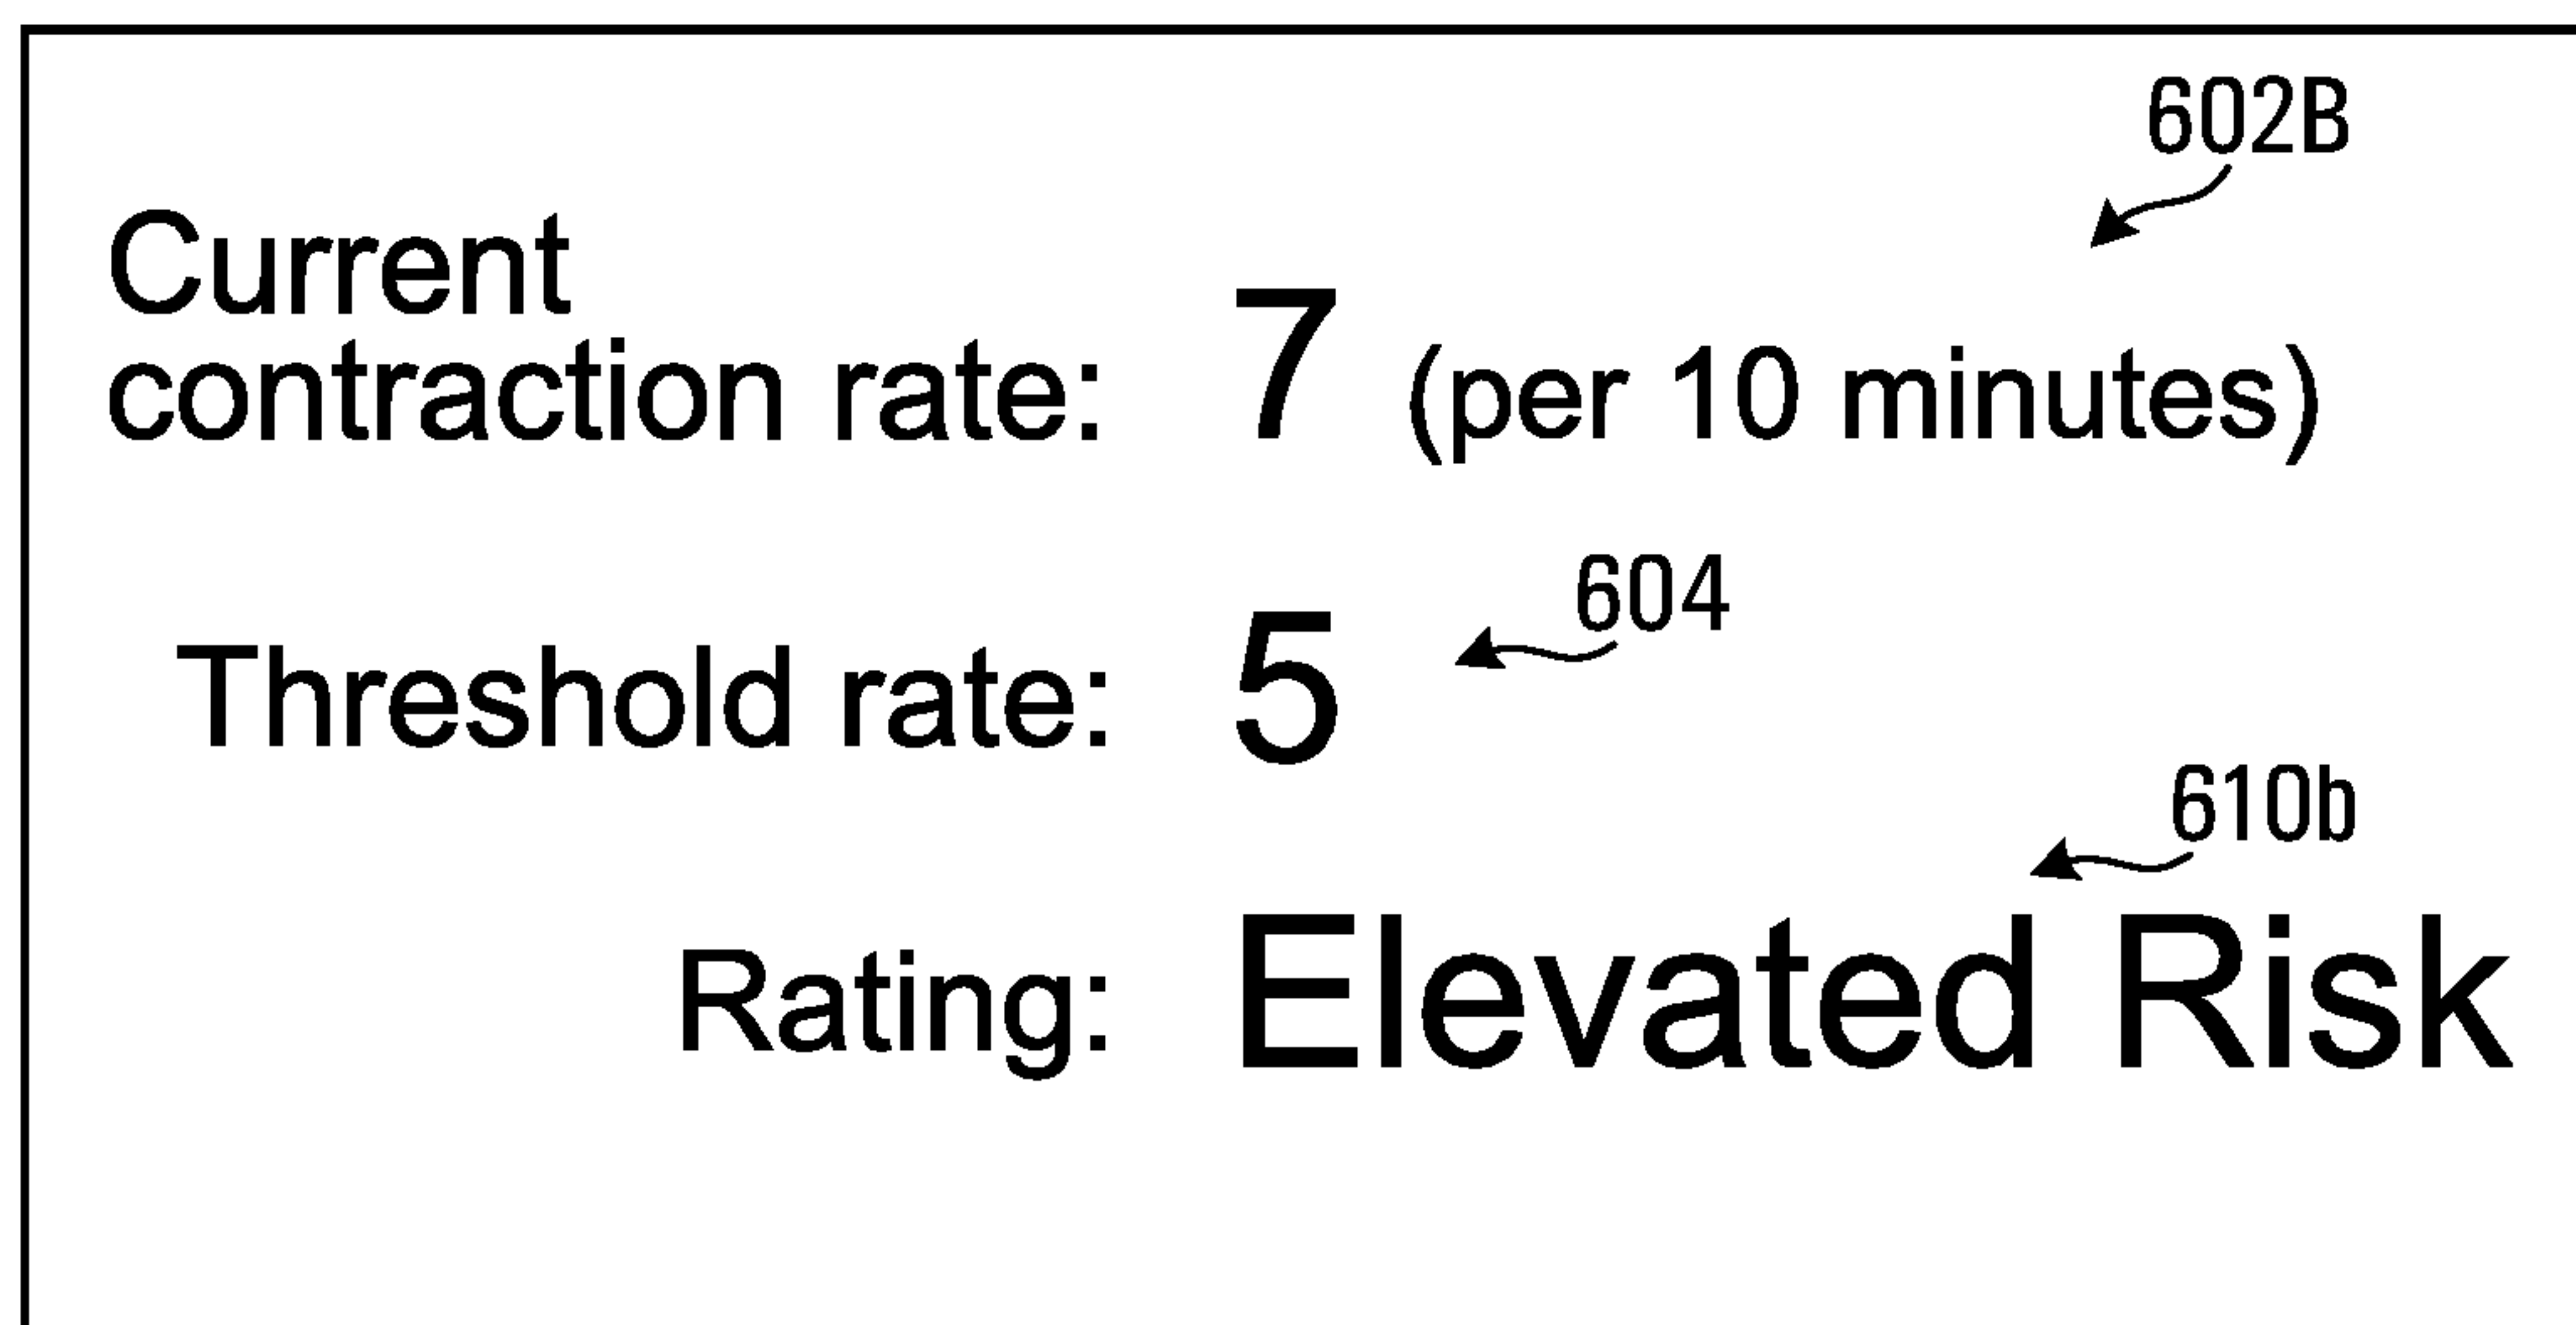 602B
Current
contraction rate: 7 (per 10 minutes)
604
Threshold rate: 5
610b
Rating: Elevated Risk